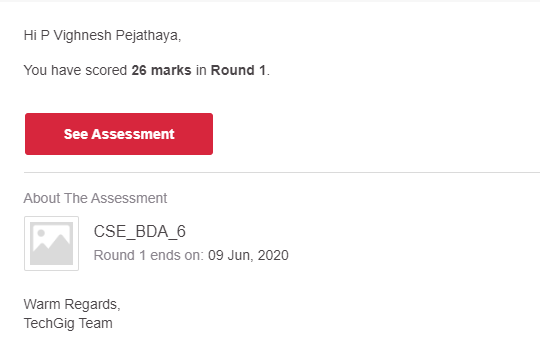 Hi P Vighnesh Pejathaya,
You have scored 26 marks in Round 1.
See Assessment
About The Assessment
CSE_BDA_6
Round 1 ends on: 09 Jun, 2020
Warm Regards,
TechGig Team